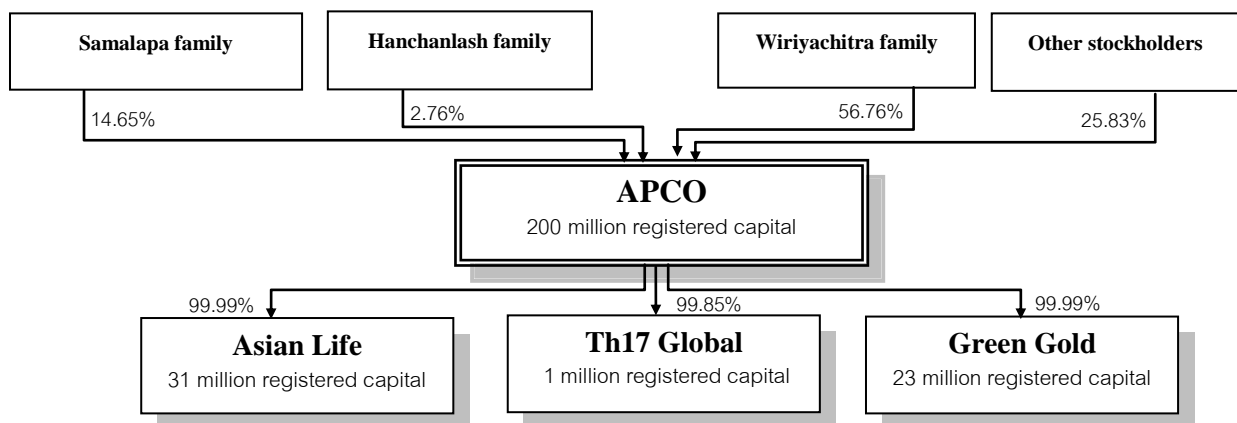 Samalapa family
Hanchanlash family
Wiriyachitra family
Other stockholders
14.65%
2.76%
56.76%
25.83%
APCO
200 million registered capital
99.99%
99.85%
99.99%
Asian Life
31 million registered capital
Th17 Global
1 million registered capital
Green Gold
23 million registered capital